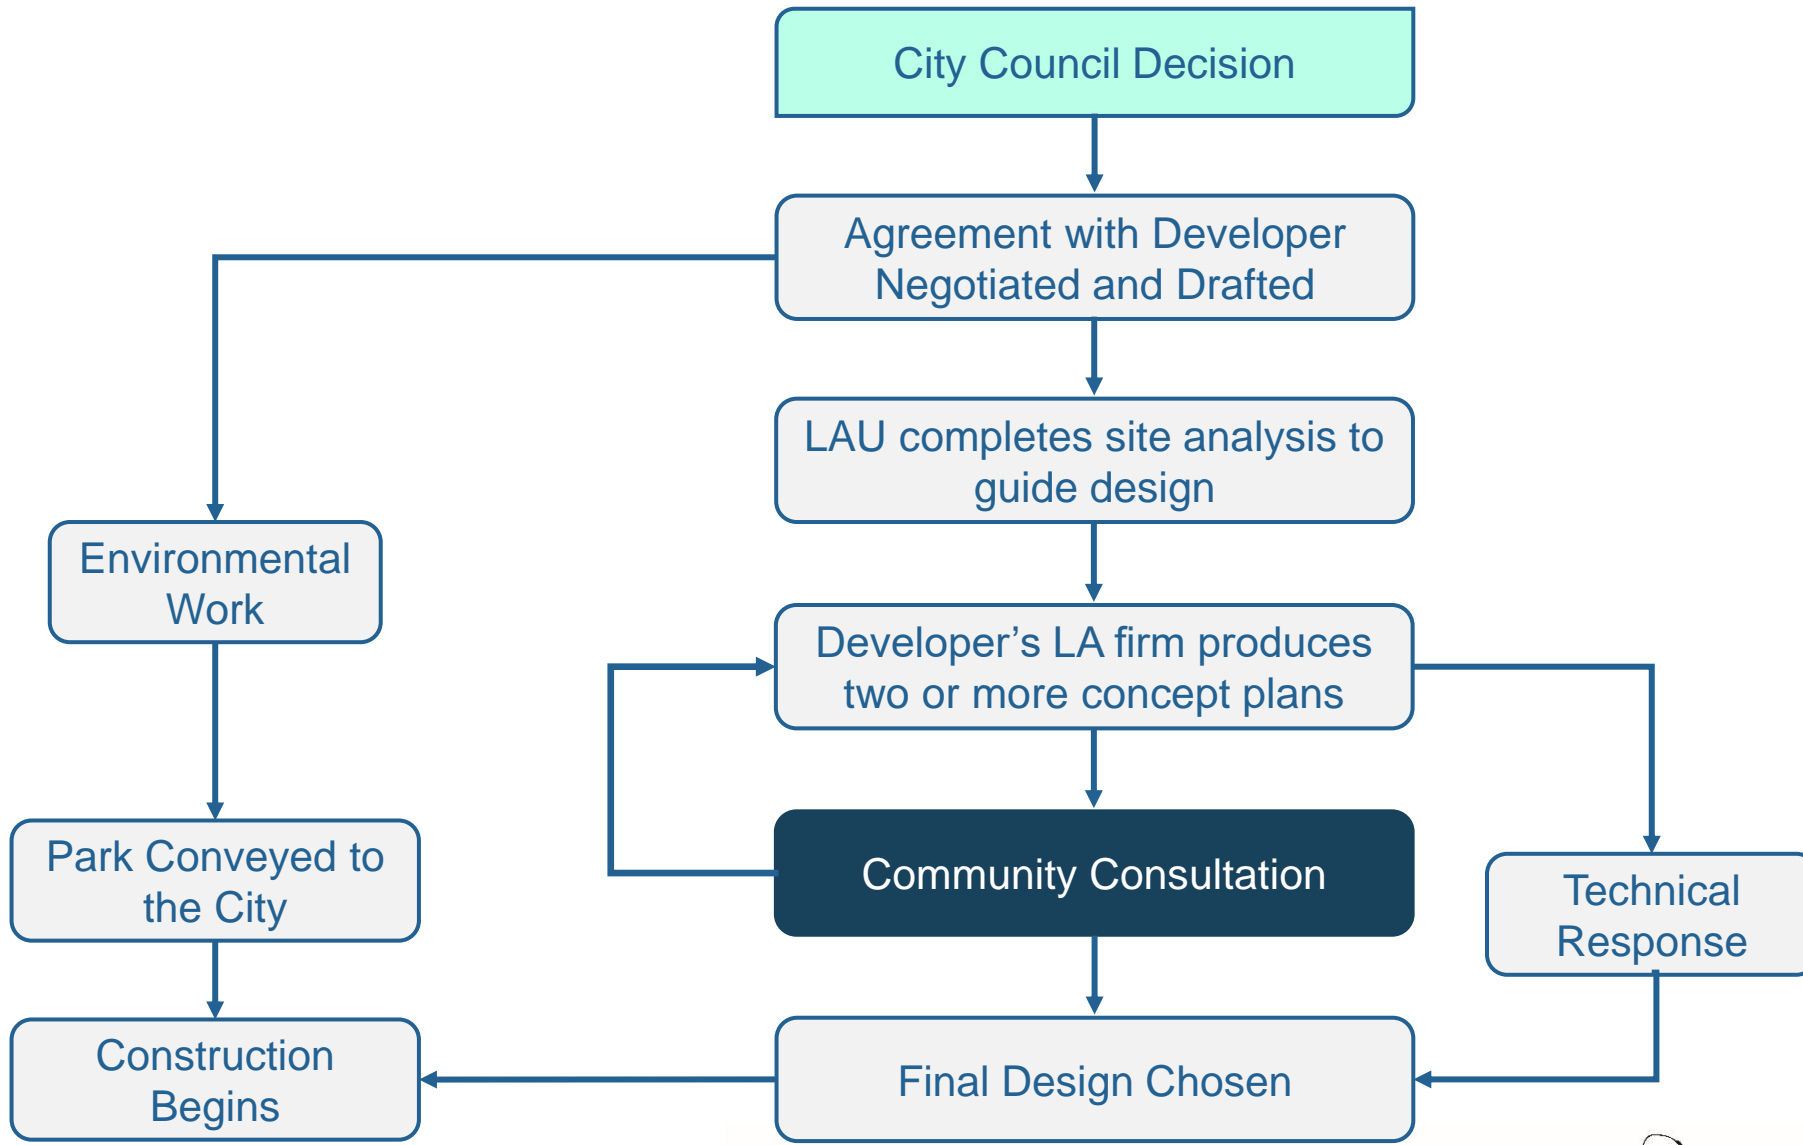 City Council Decision
Agreement with Developer
Negotiated and Drafted
LAU completes site analysis to
guide design
Environmental
Work
Developer’s LA firm produces
two or more concept plans
Park Conveyed to
the City
Community Consultation
Technical
Response
Construction
Begins
Final Design Chosen